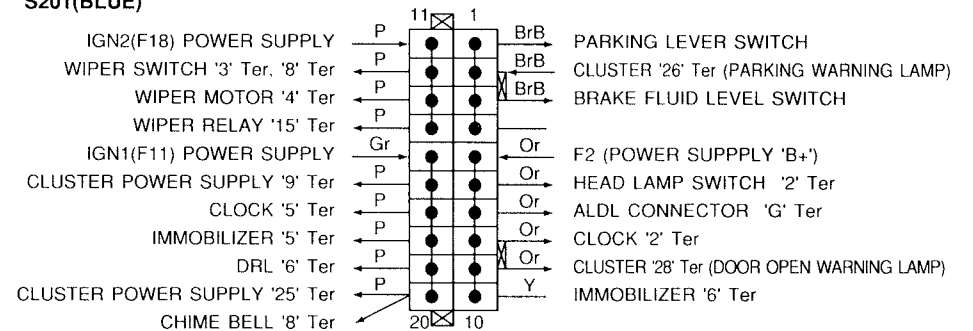 S201(BLUE)
11 1
IGN2(F18) POWER SUPPLY P BrB PARKING LEVER SWITCH
WIPER SWITCH '3' Ter, '8' Ter P BrB CLUSTER '26' Ter (PARKING WARNING LAMP)
WIPER MOTOR '4' Ter P BrB BRAKE FLUID LEVEL SWITCH
WIPER RELAY '15' Ter P
IGN1(F11) POWER SUPPLY Gr Or F2 (POWER SUPPPLY 'B+')
CLUSTER POWER SUPPLY '9' Ter P Or HEAD LAMP SWITCH '2' Ter
CLOCK '5' Ter P Or ALDL CONNECTOR 'G' Ter
IMMOBILIZER '5' Ter P Or CLOCK '2' Ter
DRL '6' Ter P Or CLUSTER '28' Ter (DOOR OPEN WARNING LAMP)
CLUSTER POWER SUPPLY '25' Ter P Y IMMOBILIZER '6' Ter
CHIME BELL '8' Ter 20 10